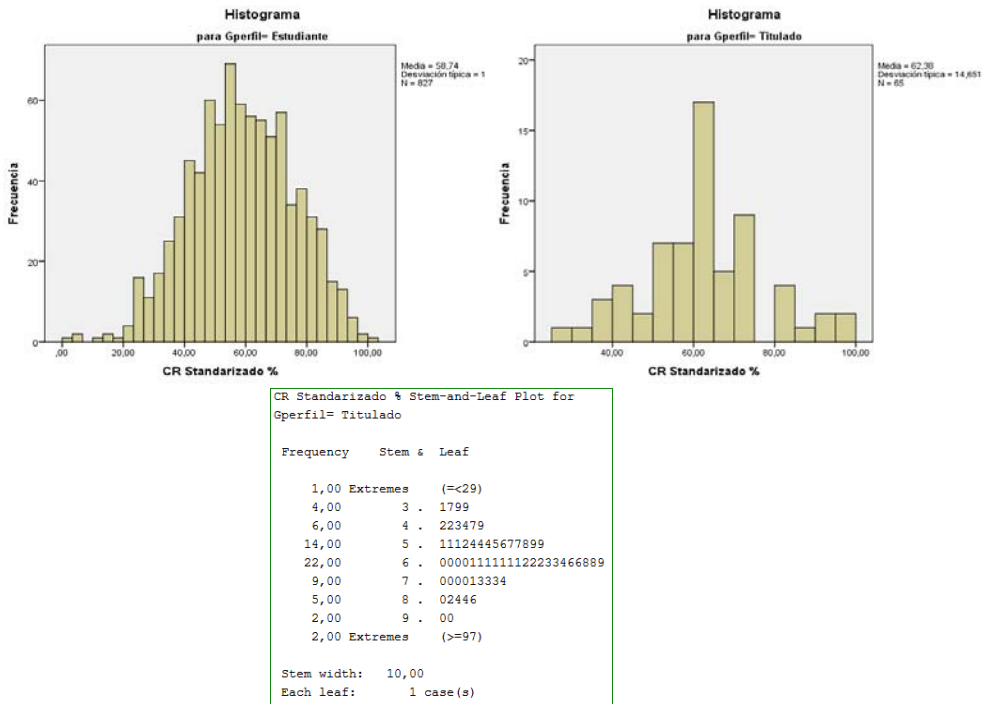 Histograma
para Gperfil= Estudiante
Media = 58,74
Desviación típica = 1
N = 827
60
40
20
0
Frecuencia
,00 20,00 40,00 60,00 80,00 100,00
CR Standarizado %
Histograma
para Gperfil= Titulado
Media = 62,38
Desviación típica = 14,651
N = 65
20
15
10
5
0
Frecuencia
40,00 60,00 80,00 100,00
CR Standarizado %
CR Standarizado % Stem-and-Leaf Plot for
Gperfil= Titulado
Frequency Stem & Leaf
1,00 Extremes (=<29)
4,00 3 . 1799
6,00 4 . 223479
14,00 5 . 11124445677899
22,00 6 . 0000111111122233466889
9,00 7 . 000013334
5,00 8 . 02446
2,00 9 . 00
2,00 Extremes (>=97)
Stem width: 10,00
Each leaf: 1 case(s)